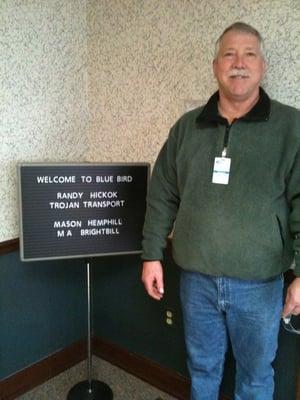 WELCOME TO BLUE BIRD
RANDY HICKOK
TROJAN TRANSPORT
MASON HEMPHILL
M A BRIGHTBILL